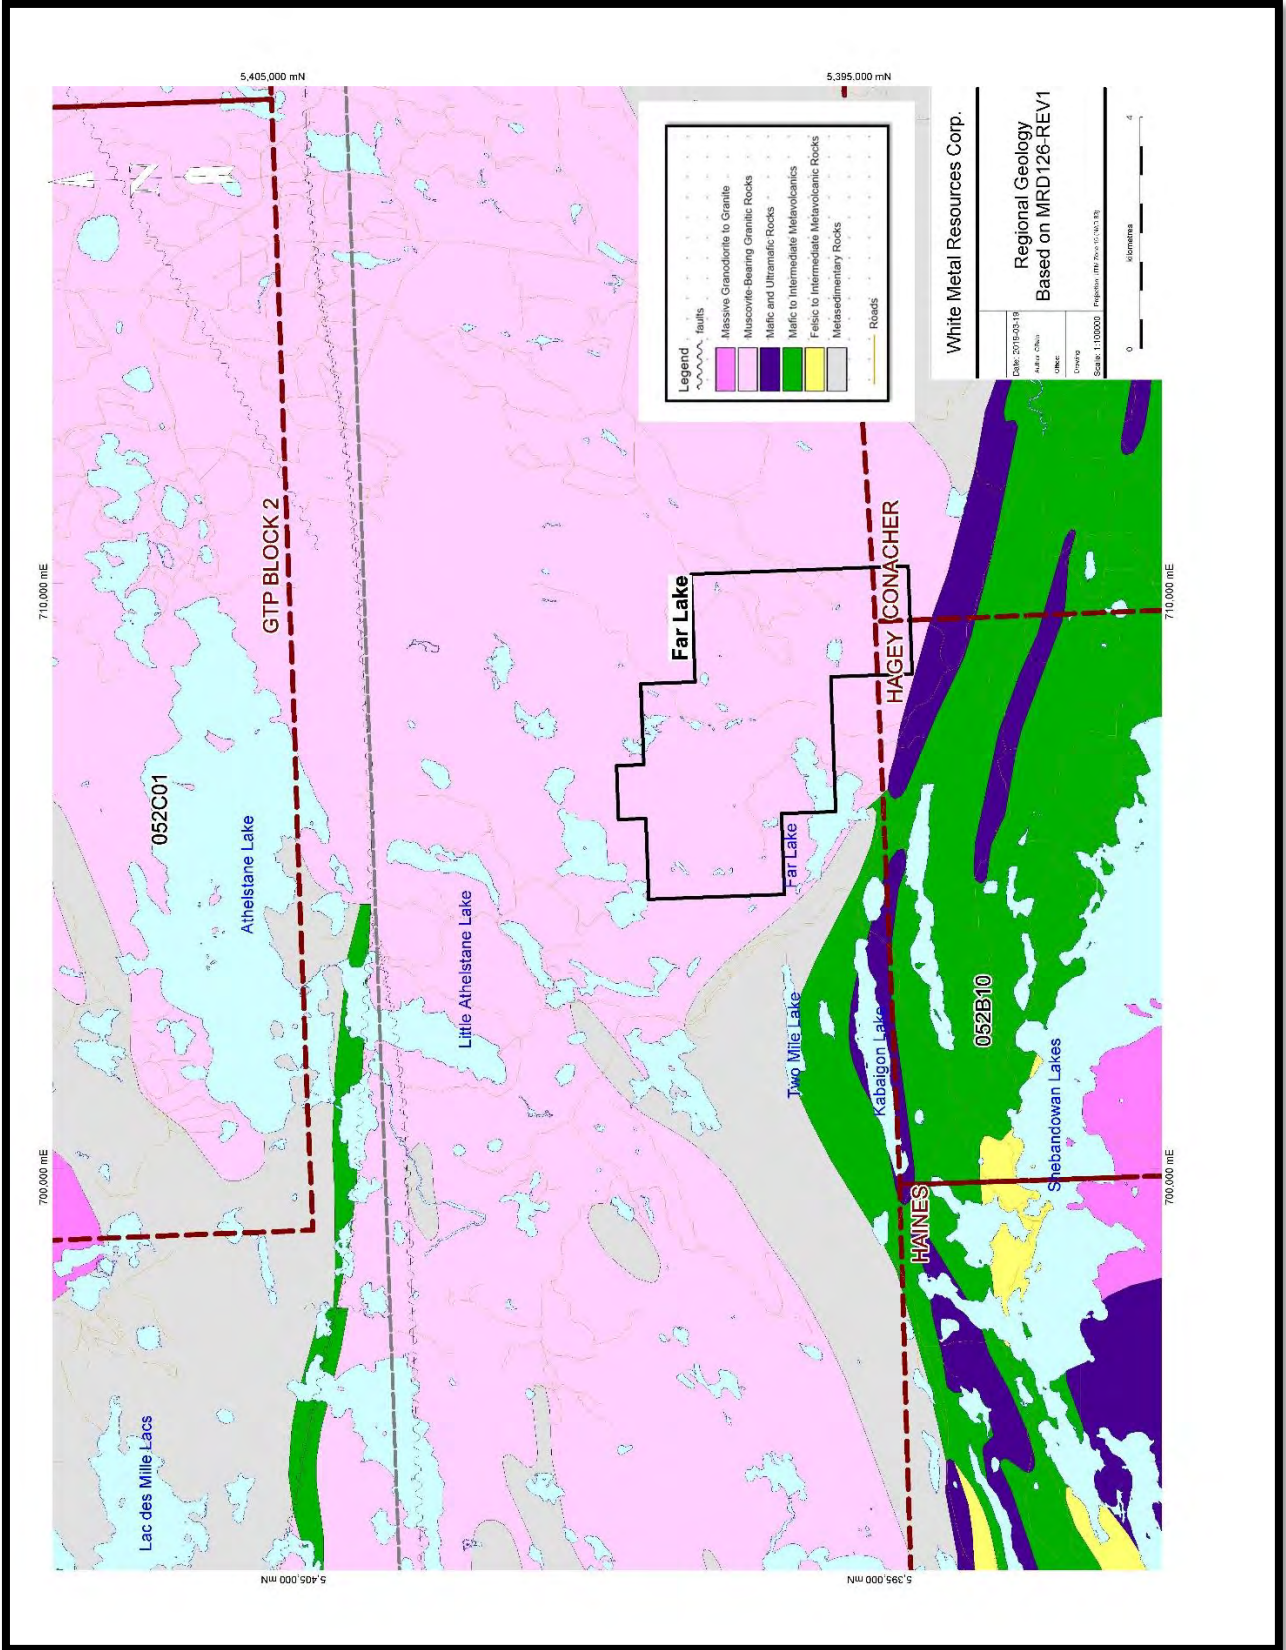 5,405,000 mN
5,395,000 mN
710,000 mE
700,000 mE
GTP BLOCK 2
052C01
Athelstane Lake
Little Athelstane Lake
Lac des Mille Lacs
Far Lake
Far Lake
HAGEY
CONACHER
Two Mile Lake
Kabaigon Lake
052B10
Shebandowan Lakes
HAINES
N
Legend
faults
Massive Granodiorite to Granite
Muscovite-Bearing Granitic Rocks
Mafic and Ultramafic Rocks
Mafic to Intermediate Metavolcanics
Felsic to Intermediate Metavolcanic Rocks
Metasedimentary Rocks
Roads
White Metal Resources Corp.
Regional Geology
Based on MRD126-REV1
Date: 2019-03-19
Office:
Drawing:
Scale: 1:100000
0
4
kilometres
710,000 mE
700,000 mE
5,405,000 mN
5,395,000 mN